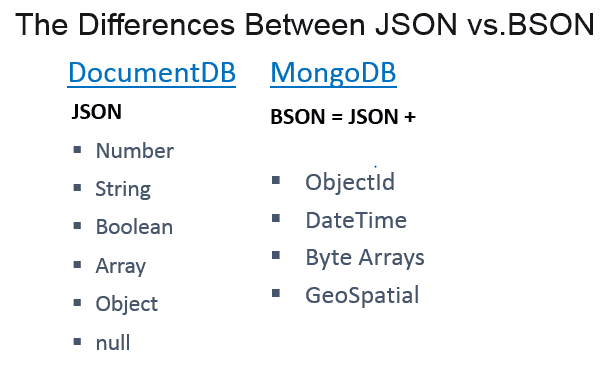 The Differences Between JSON vs.BSON
DocumentDB
JSON
▪ Number
▪ String
▪ Boolean
▪ Array
▪ Object
▪ null
MongoDB
BSON = JSON +
▪ ObjectId
▪ DateTime
▪ Byte Arrays
▪ GeoSpatial